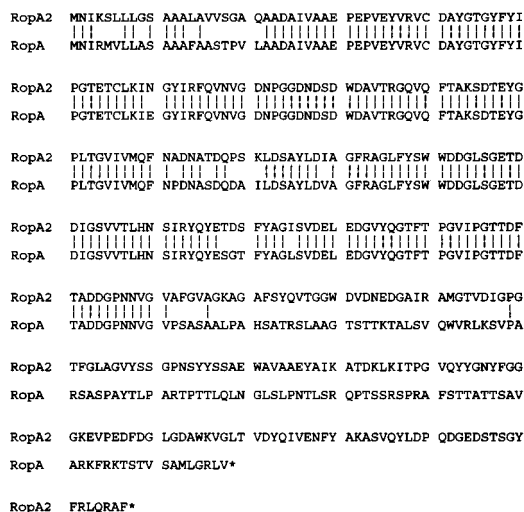 RopA2 MNIKSLLLGS AAALAVVSGA QAADAIVAAE PEPVEYVRVC DAYGTGYFYI
RopA MNIRMVLLAS AAAFAASTPV LAADAIVAAE PEPVEYVRVC DAYGTGYFYI
RopA2 PGTETCLKIN GYIRFQVNVG DNPGGDNDSD WDAVTRGQVQ FTAKSDTEYG
RopA PGTETCLKIE GYIRFQVNVG DNPGGDNDSD WDAVTRGQVQ FTAKSDTEYG
RopA2 PLTGVIVMQF NADNATDQPS KLDSAYLDIA GFRAGLFYSW WDDGLSGETD
RopA PLTGVIVMQF NPDNASDQDA ILDSAYLDVA GFRAGLFYSW WDDGLSGETD
RopA2 DIGSVVTLHN SIRYQYETDS FYAGISVDEL EDGVYQGTFT PGVIPGTTDF
RopA DIGSVVTLHN SIRYQYESGT FYAGLSVDEL EDGVYQGTFT PGVIPGTTDF
RopA2 TADDGPNNVG VAFGVAGKAG AFSYQVTGGW DVDNEDGAIR AMGTVDIGPG
RopA TADDGPNNVG VPSASAALPA HSATRSLAAG TSTTKTALSV QWVRLKSVPA
RopA2 TFGLAGVYSS GPNSYYSSAE WAVAAEYAIK ATDKLKITPG VQYYGNYFGG
RopA RSASPAYTLP ARTPTTLQLN GLSLPNTLSR QPTSSRSPRA FSTTATTSAV
RopA2 GKEVPEDFDG LGDAWKVGLT VDYQIVENFY AKASVQYLDP QDGEDSTSGY
RopA ARKFRKTSTV SAMLGRLV*
RopA2 FRLQRAF*